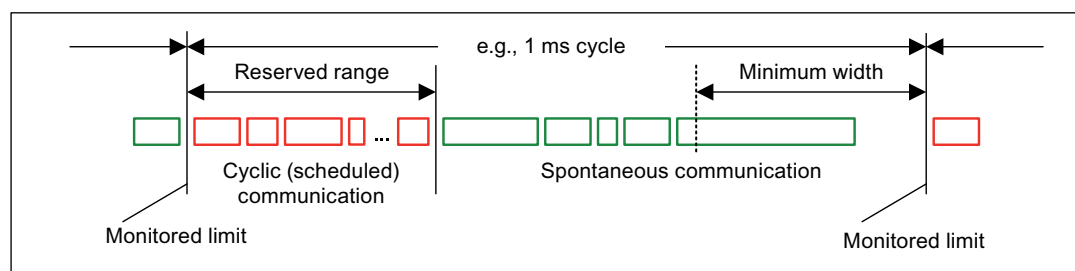 e.g., 1 ms cycle
Reserved range
Minimum width
...
Cyclic (scheduled)
communication
Spontaneous communication
Monitored limit
Monitored limit